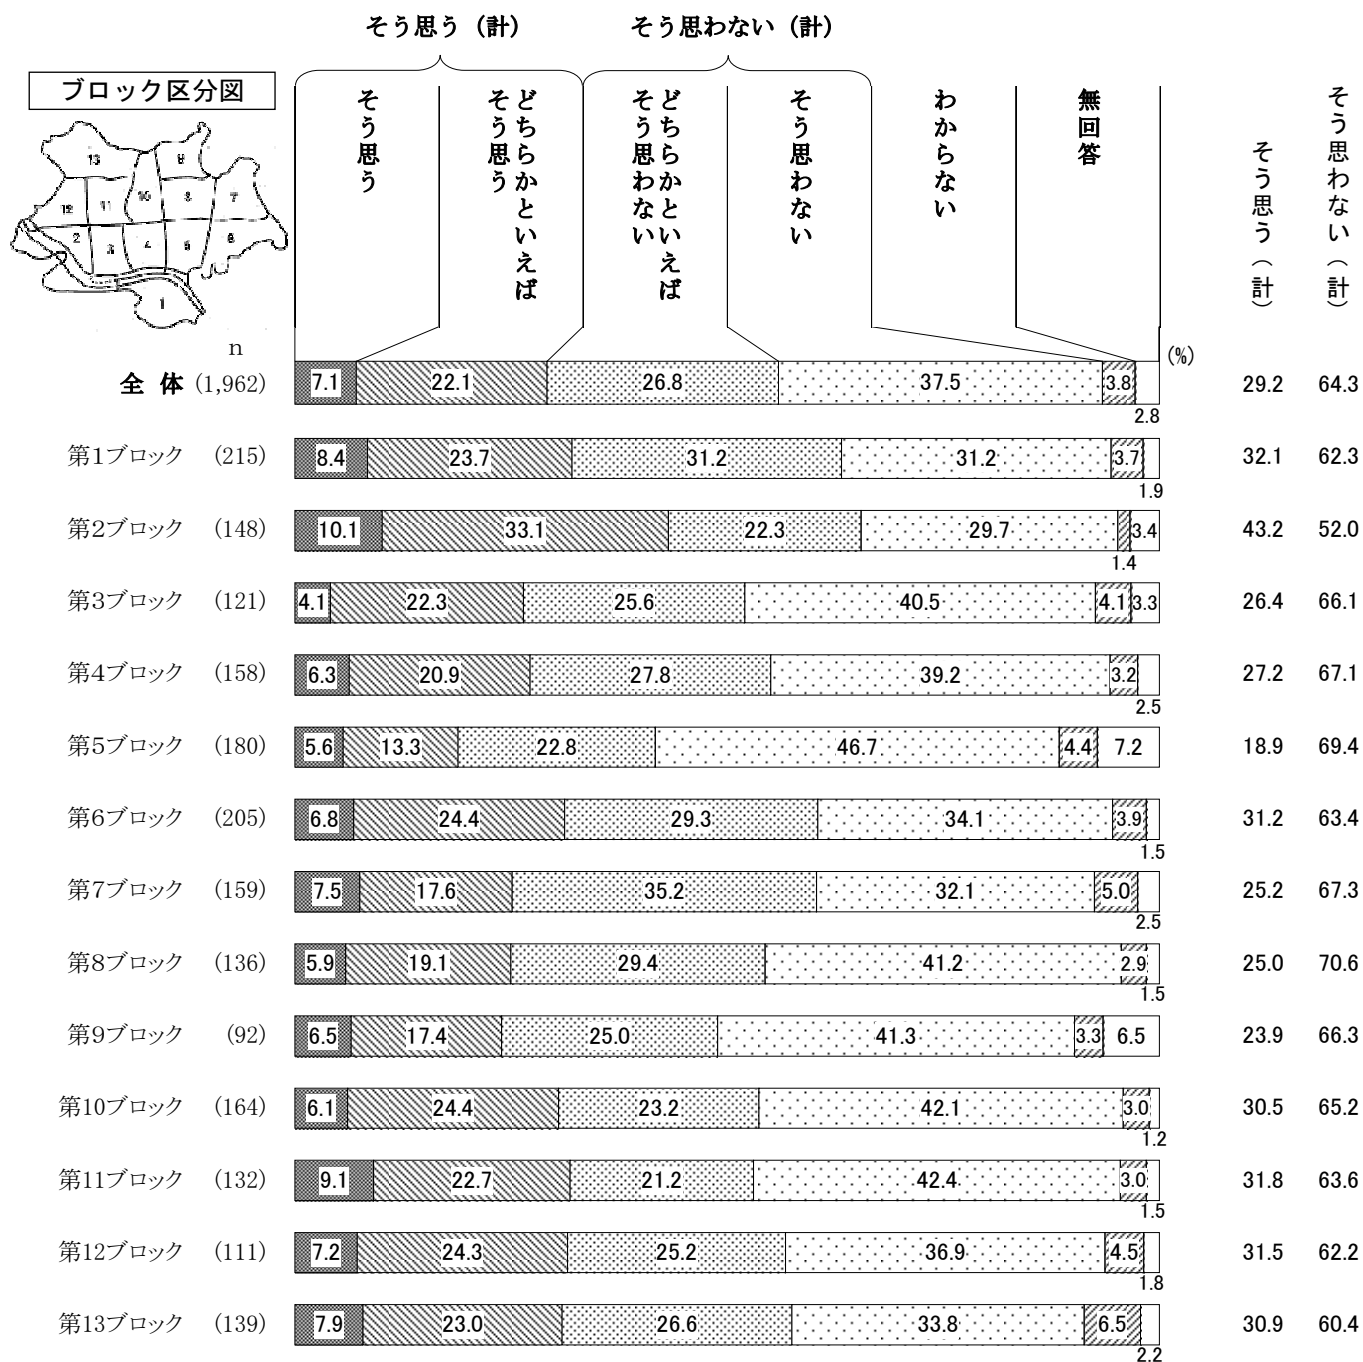 そう思う（計）
そう思わない（計）
ブロック区分図
そう思う
どちらかといえば
そう思う
どちらかといえば
そう思わない
そう思わない
わからない
無回答
そう思う（計）
そう思わない（計）
13
9
12
11
10
8
7
2
3
4
5
6
1
n
(%)
全 体 (1,962) 7.1 22.1 26.8 37.5 3.8 2.8 29.2 64.3
第1ブロック (215) 8.4 23.7 31.2 31.2 3.7 1.9 32.1 62.3
第2ブロック (148) 10.1 33.1 22.3 29.7 1.4 3.4 43.2 52.0
第3ブロック (121) 4.1 22.3 25.6 40.5 4.1 3.3 26.4 66.1
第4ブロック (158) 6.3 20.9 27.8 39.2 3.2 2.5 27.2 67.1
第5ブロック (180) 5.6 13.3 22.8 46.7 4.4 7.2 18.9 69.4
第6ブロック (205) 6.8 24.4 29.3 34.1 3.9 1.5 31.2 63.4
第7ブロック (159) 7.5 17.6 35.2 32.1 5.0 2.5 25.2 67.3
第8ブロック (136) 5.9 19.1 29.4 41.2 2.9 1.5 25.0 70.6
第9ブロック (92) 6.5 17.4 25.0 41.3 3.3 6.5 23.9 66.3
第10ブロック (164) 6.1 24.4 23.2 42.1 3.0 1.2 30.5 65.2
第11ブロック (132) 9.1 22.7 21.2 42.4 3.0 1.5 31.8 63.6
第12ブロック (111) 7.2 24.3 25.2 36.9 4.5 1.8 31.5 62.2
第13ブロック (139) 7.9 23.0 26.6 33.8 6.5 2.2 30.9 60.4